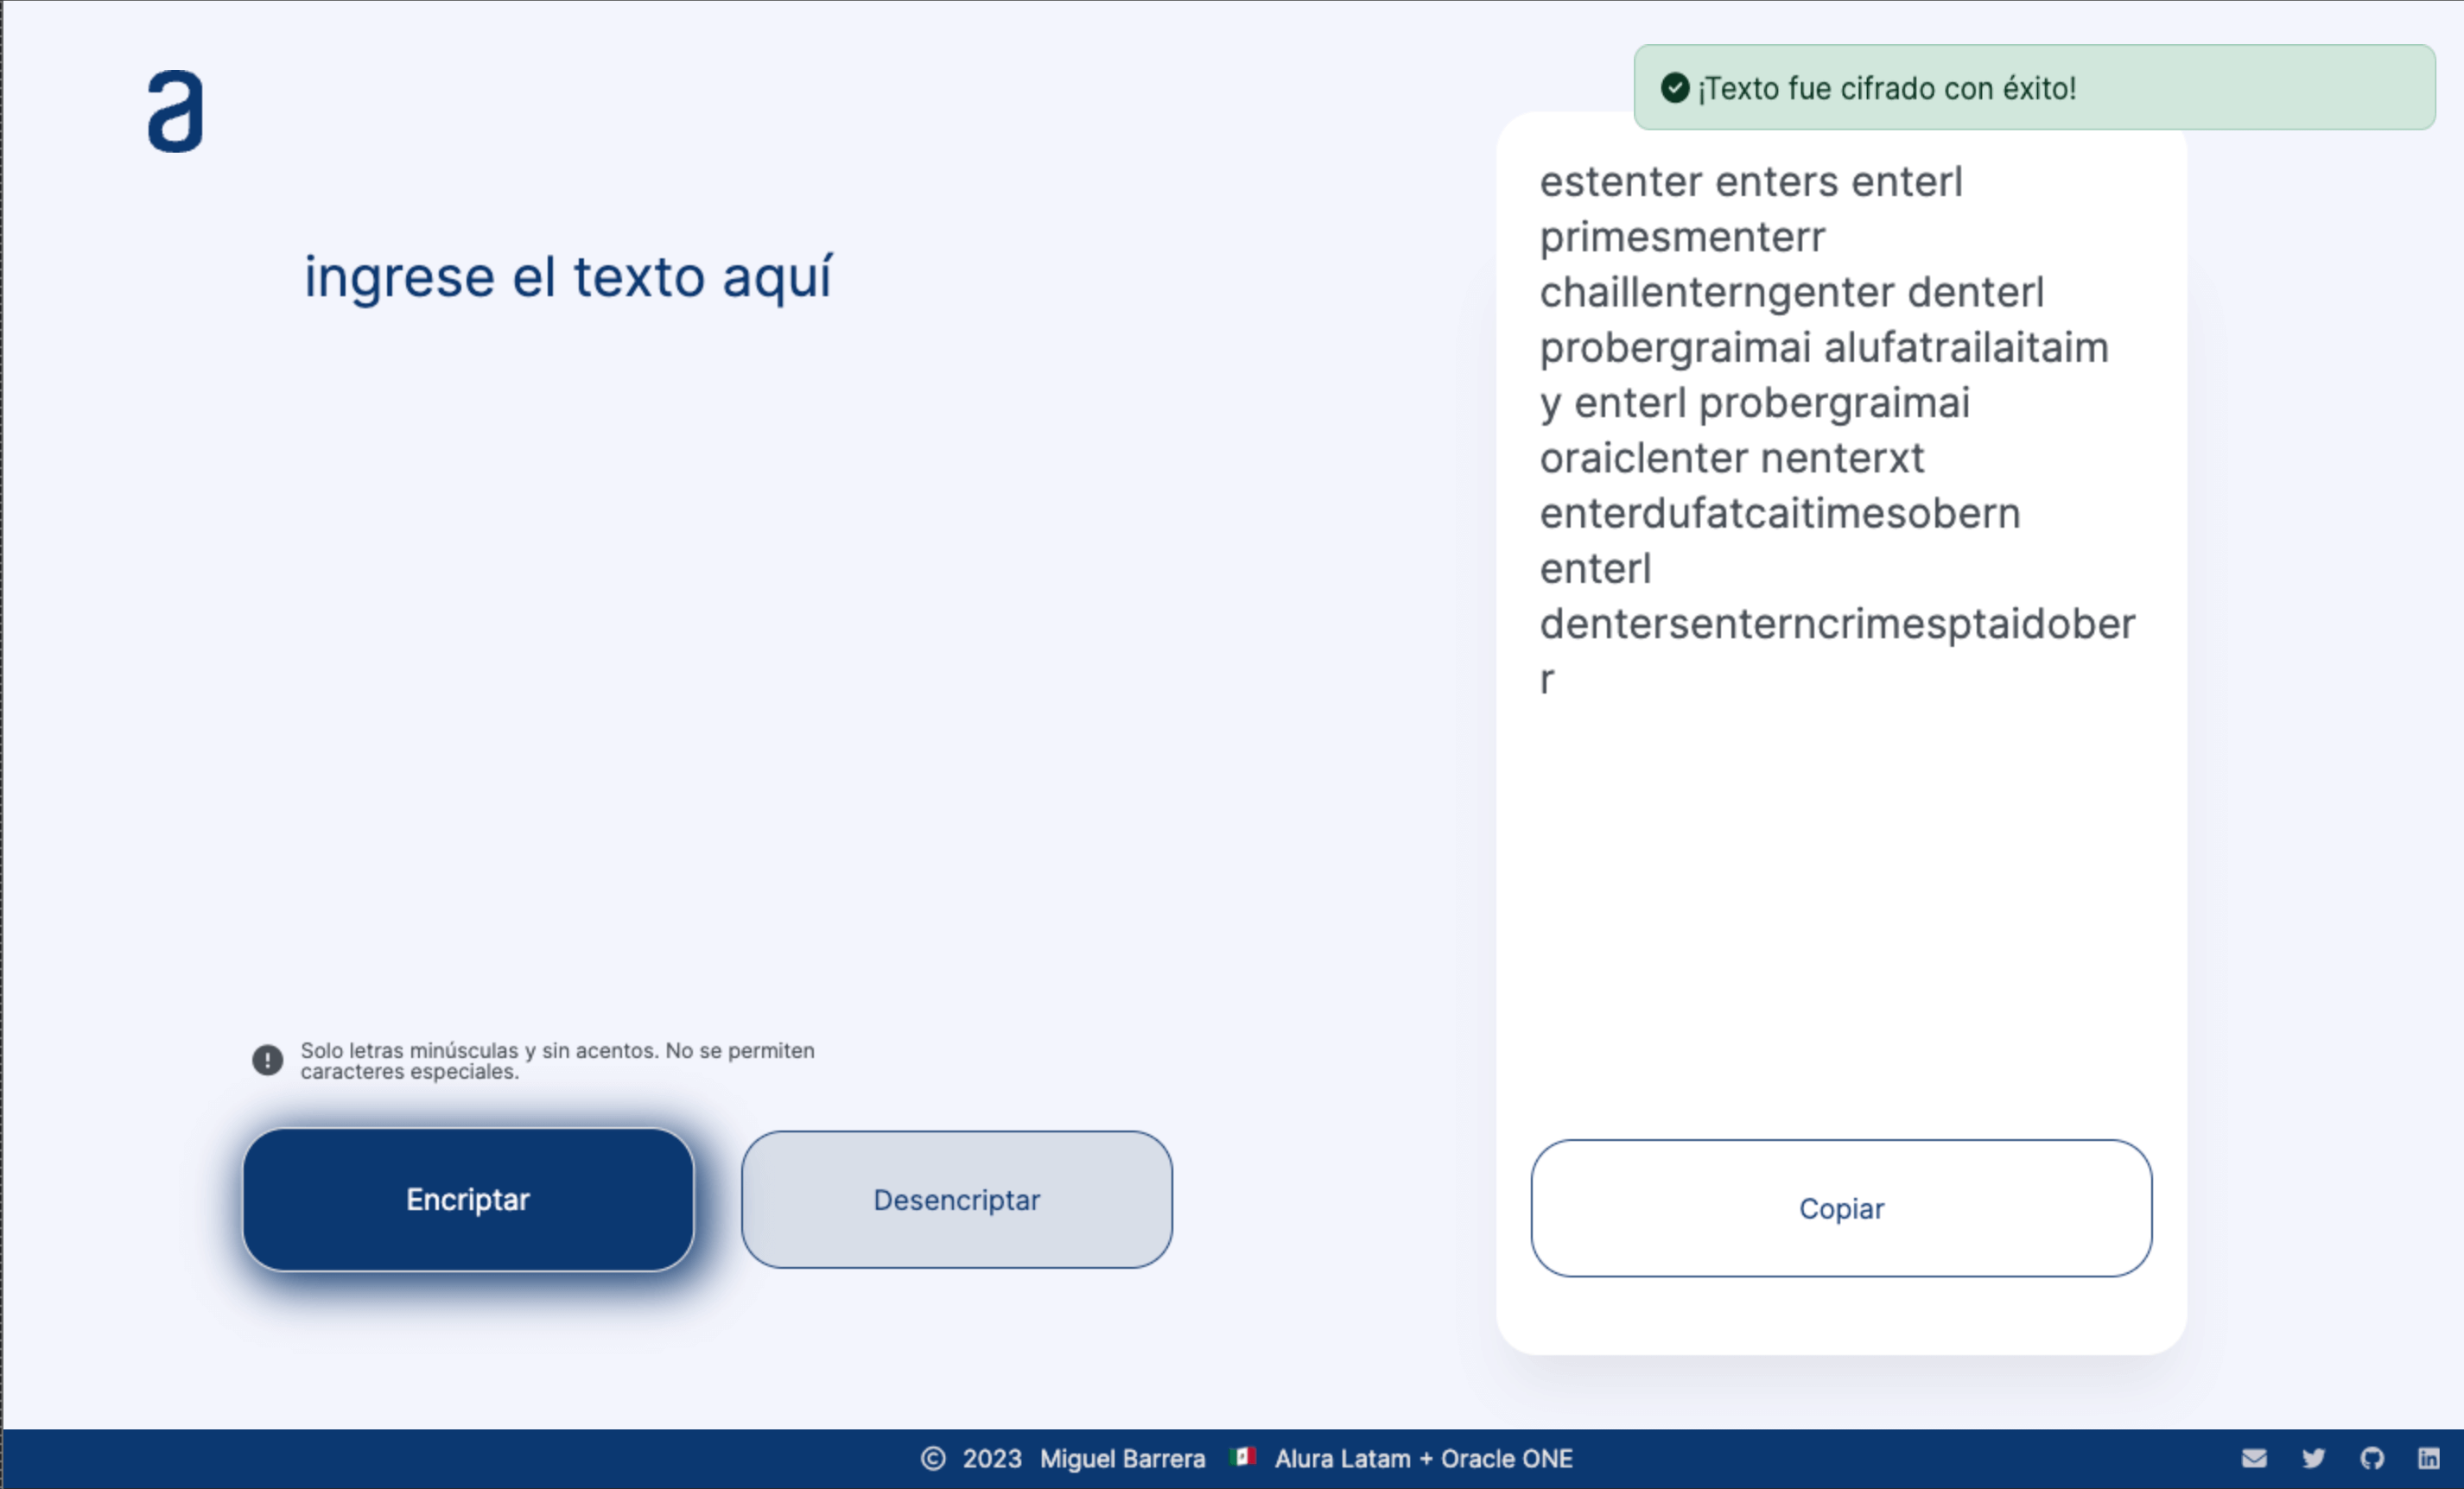 a
¡Texto fue cifrado con éxito!
ingrese el texto aquí
estenter enters enterl
primesmenterr
chaillenterngenter denterl
probergraimai alufatrailaitaim
y enterl probergraimai
oraiclenter nenterxt
enterdufatcaitimesobern
enterl
dentersenterncrimesptaidober
r
Solo letras minúsculas y sin acentos. No se permiten
caracteres especiales.
Encriptar
Desencriptar
Copiar
© 2023 Miguel Barrera 🇲🇽 Alura Latam + Oracle ONE